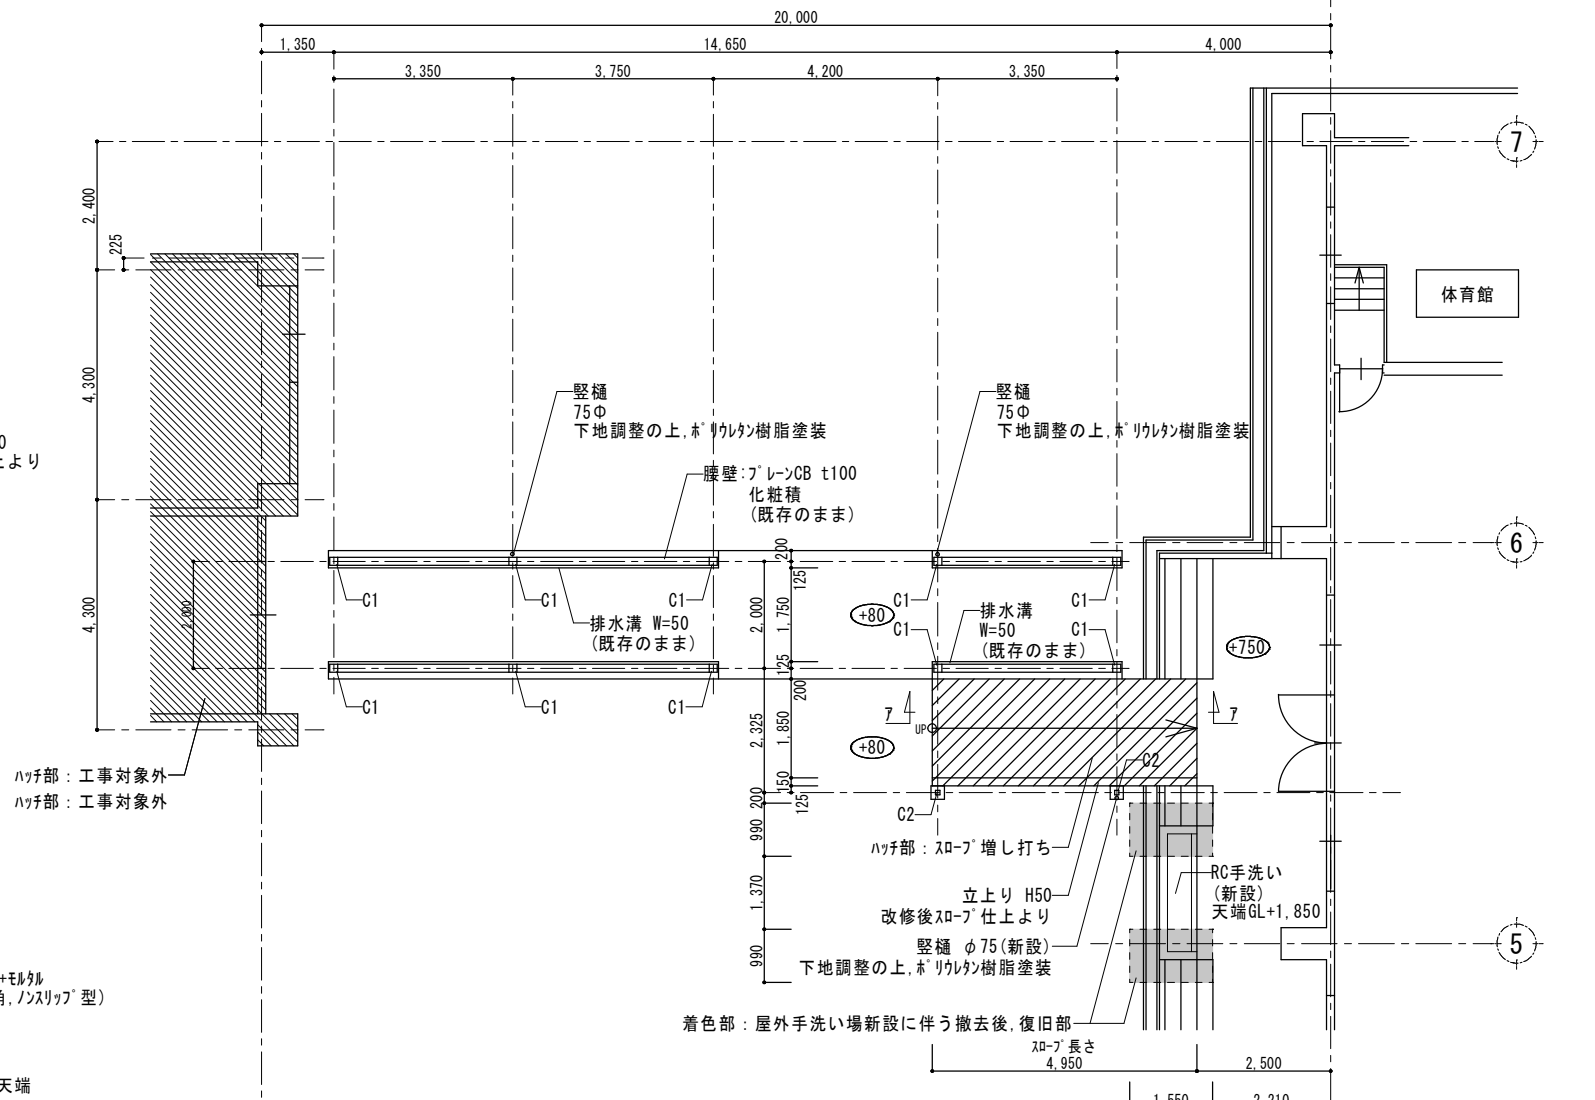 20,000
1,350
14,650
4,000
3,350
3,750
4,200
3,350
7
2,400
225
体育館
4,300
竪樋
75Φ
下地調整の上,ポリウレタン樹脂塗装
竪樋
75Φ
下地調整の上,ポリウレタン樹脂塗装
腰壁:プレーンCB t100
化粧積
(既存のまま)
0
上より
6
200
125
C1
C1
C1
C1
C1
4,300
2,000
2,000
1,750
+80
排水溝 W=50
(既存のまま)
排水溝
W=50
(既存のまま)
C1
C1
+750
125
C1
C1
C1
200
2,325
1,850
+80
ア
ア
UP
C2
150
200
125
C2
ハッチ部:工事対象外
ハッチ部:工事対象外
990
ハッチ部:スロープ増し打ち
1,370
立上り H50
改修後スロープ仕上より
RC手洗い
(新設)
天端GL+1,850
竪樋 φ75(新設)
下地調整の上,ポリウレタン樹脂塗装
5
990
+モルタル
角,ノンスリップ型)
着色部:屋外手洗い場新設に伴う撤去後,復旧部
スロープ長さ
4,950
2,500
天端
1,550
2,210